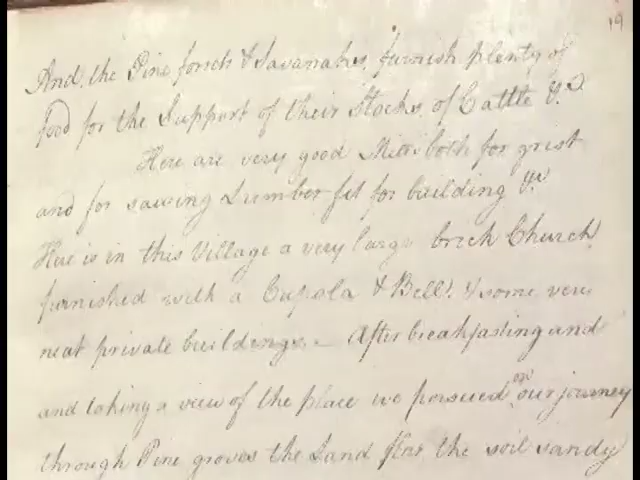 19
And, the Pine forests & Savanahs, furnish plenty of
food for the Support of their Stocks, of Cattle &c
Here are very good Mills both for grist
and for sawing Lumber fit for building &c
Here is in this Village a very large brick Church
furnished with a Cupola & Bell! & some very
neat private buildings. — After breakfasting and
and taking a view of the place we persued on our journey
through Pine groves the Land flat the soil sandy